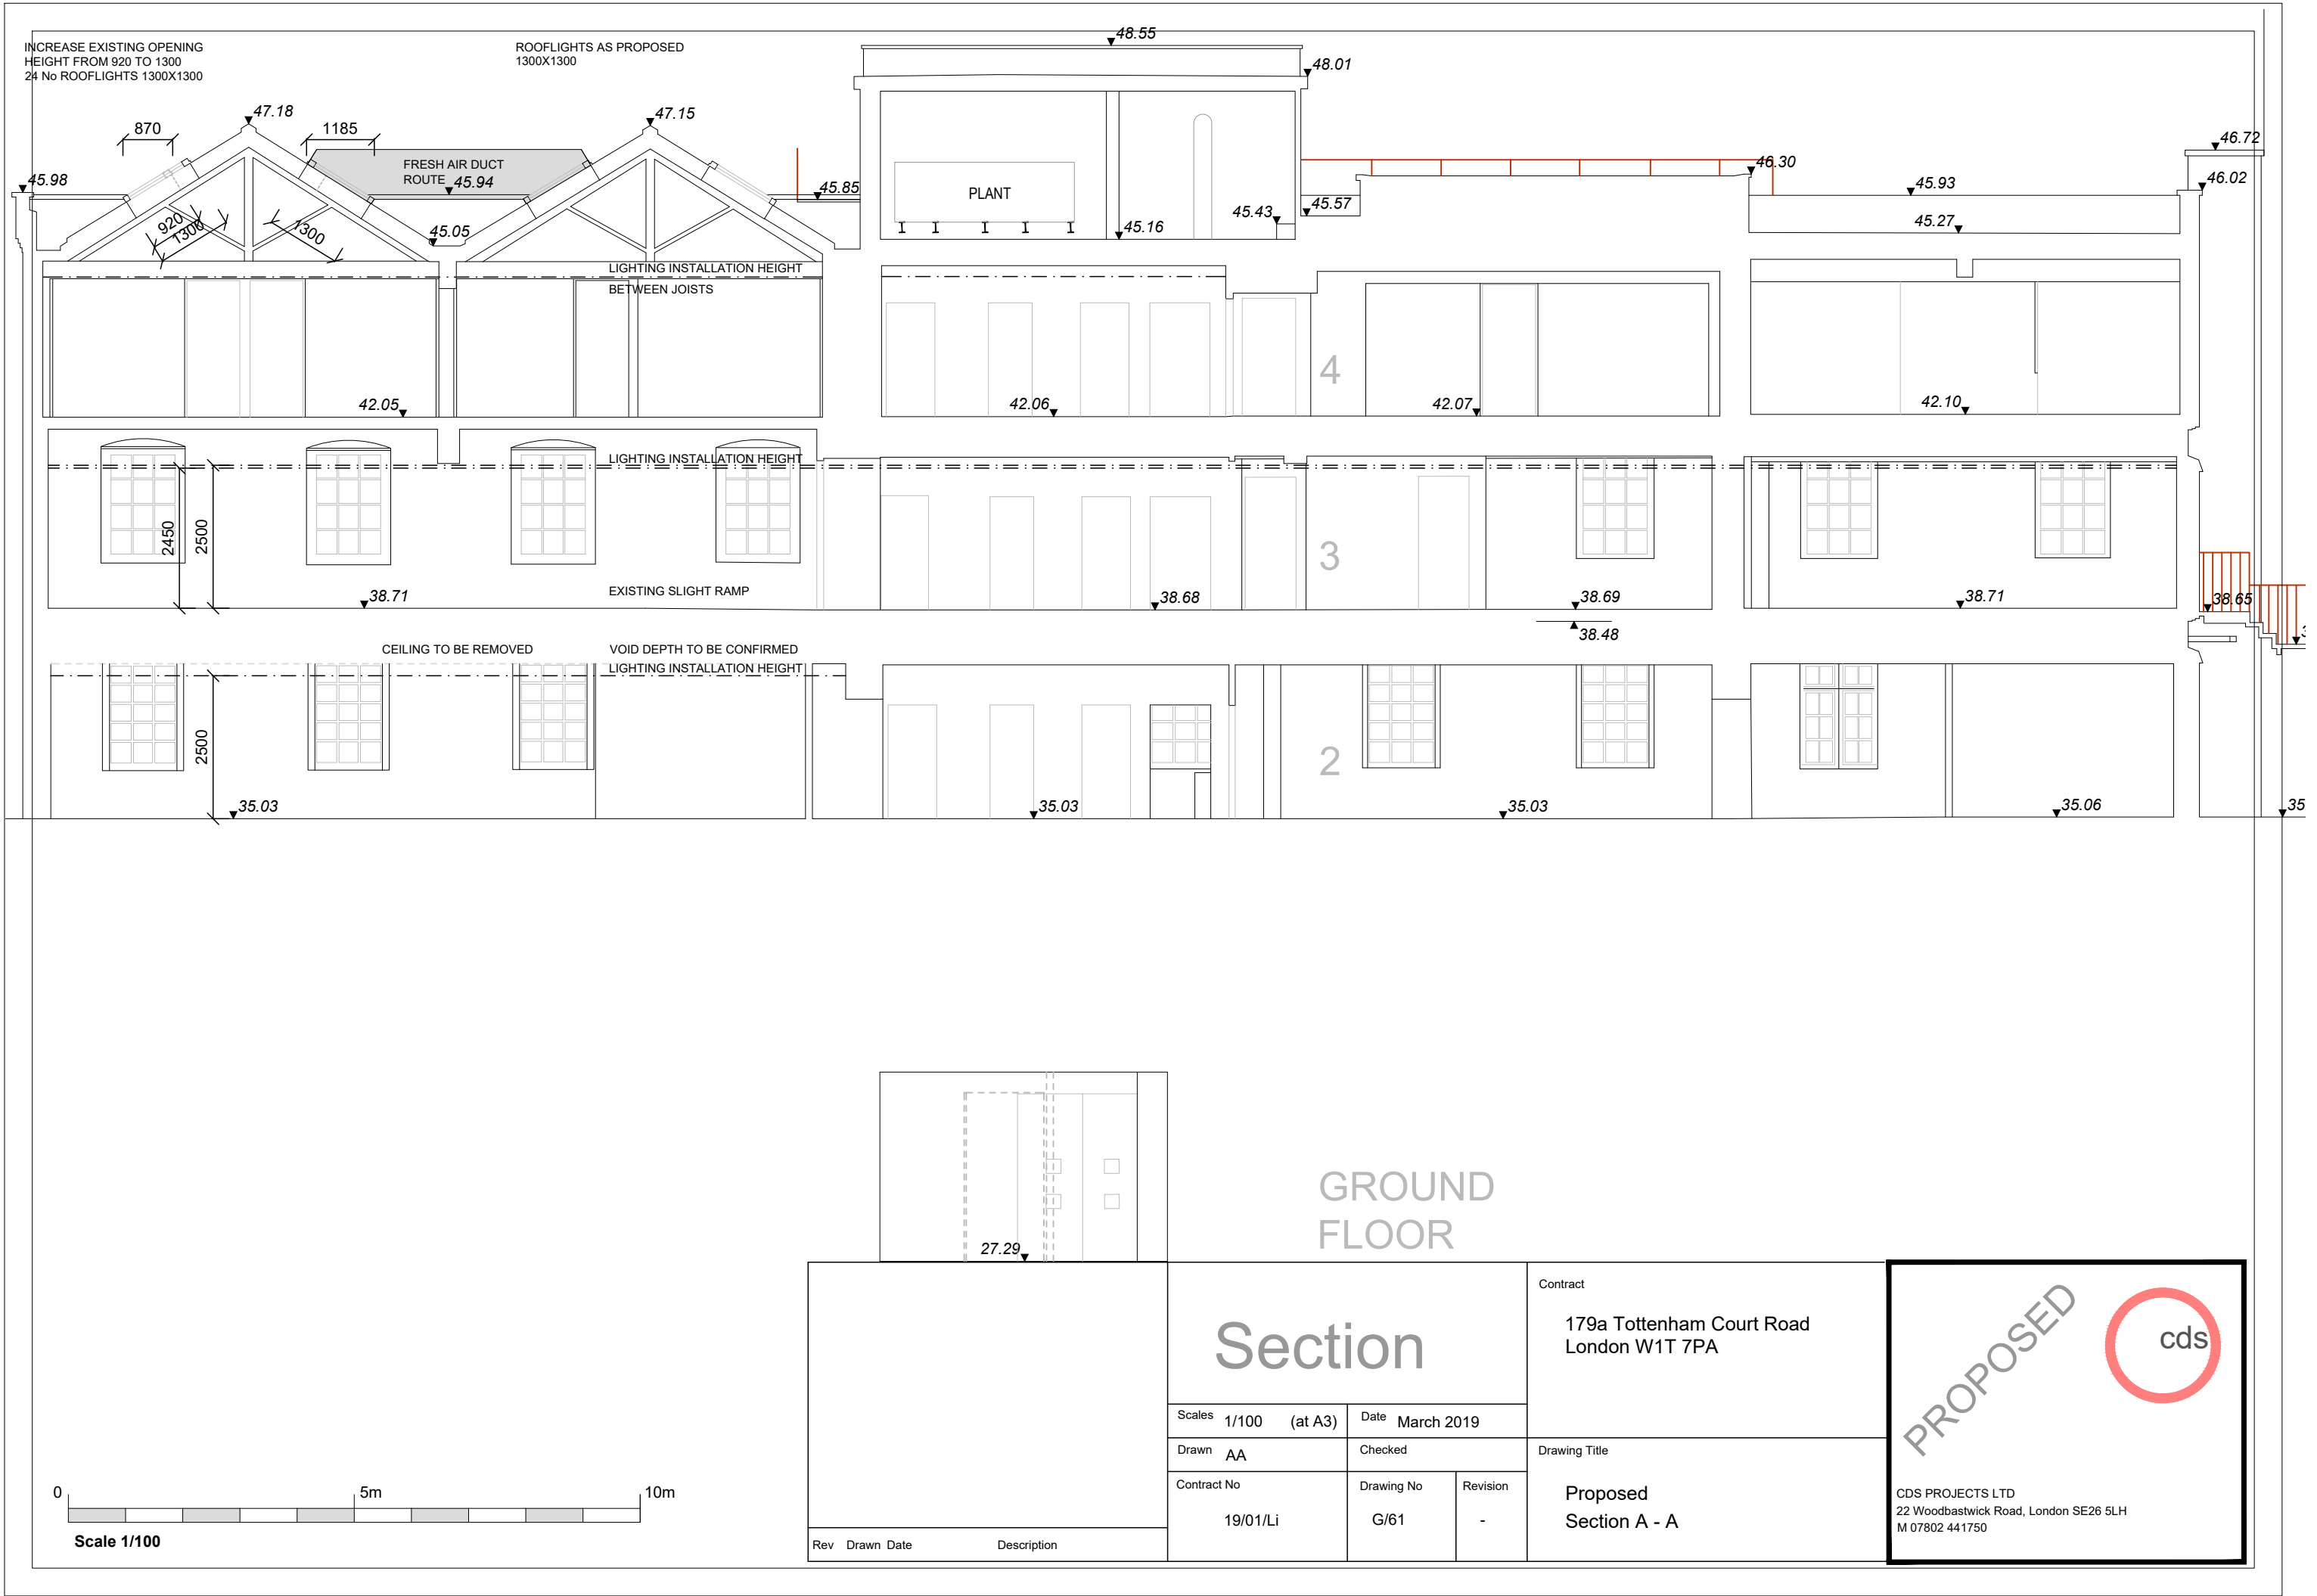 INCREASE EXISTING OPENING
HEIGHT FROM 920 TO 1300
24 No ROOFLIGHTS 1300X1300
ROOFLIGHTS AS PROPOSED
1300X1300
48.55
48.01
47.18
47.15
870
1185
46.72
46.30
FRESH AIR DUCT
ROUTE 45.94
45.98
45.85
PLANT
45.93
46.02
45.57
45.43
45.16
45.27
920
1300
1300
45.05
LIGHTING INSTALLATION HEIGHT
BETWEEN JOISTS
4
42.05
42.06
42.07
42.10
LIGHTING INSTALLATION HEIGHT
2450
2500
3
EXISTING SLIGHT RAMP
38.71
38.68
38.69
38.71
38.65
38.48
CEILING TO BE REMOVED
VOID DEPTH TO BE CONFIRMED
LIGHTING INSTALLATION HEIGHT
2500
2
35.03
35.03
35.03
35.06
35
27.29
GROUND
FLOOR
Section
Contract
179a Tottenham Court Road
London W1T 7PA
Scales 1/100 (at A3)
Date March 2019
Drawn AA
Checked
Drawing Title
Proposed
Section A - A
Contract No
19/01/Li
Drawing No
G/61
Revision
-
Rev Drawn Date Description
PROPOSED
cds
CDS PROJECTS LTD
22 Woodbastwick Road, London SE26 5LH
M 07802 441750
0 5m 10m
Scale 1/100